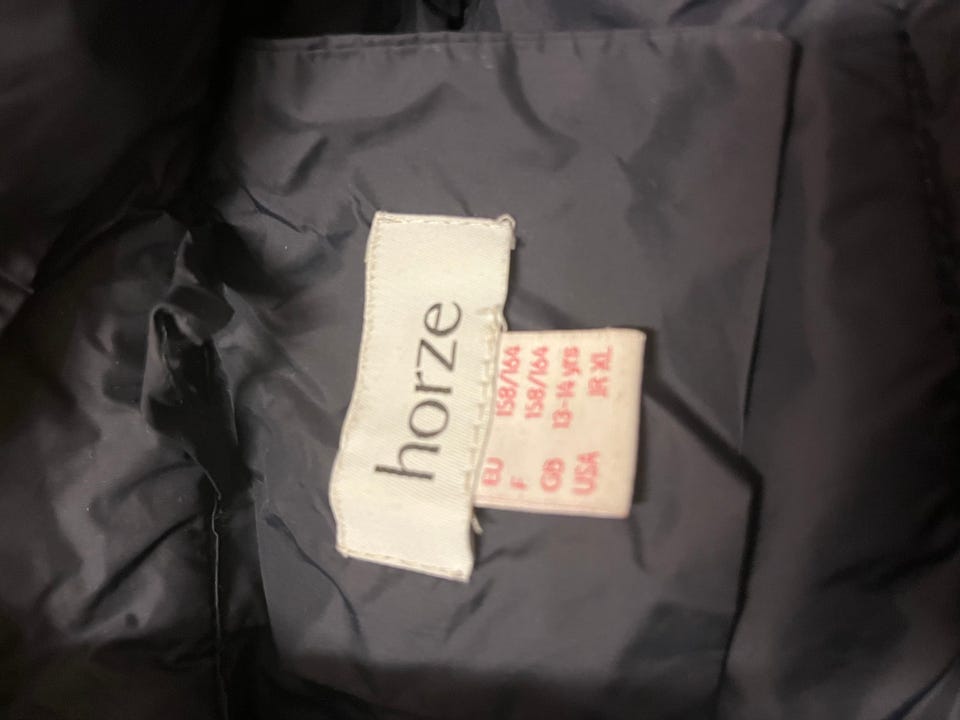 horze
EU 158/164
F 158/164
GB 13-14 yrs
USA JR XL